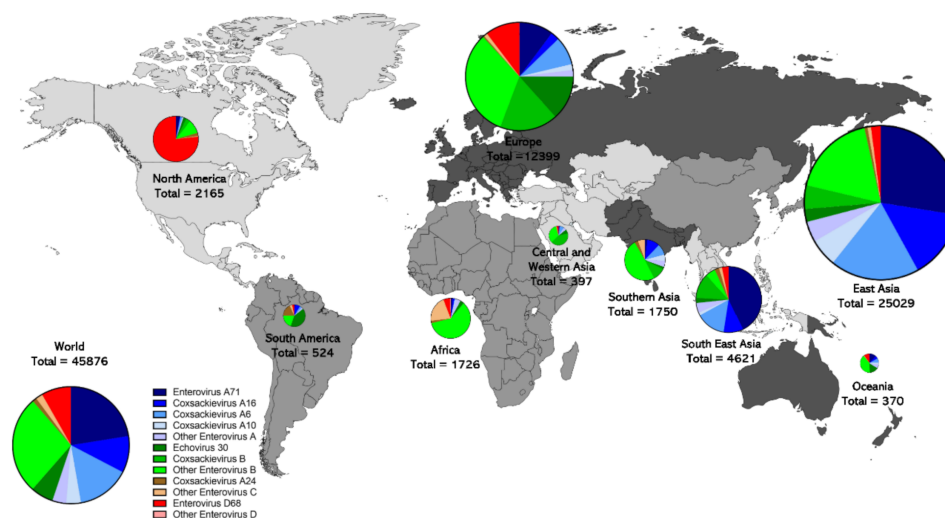 Europe
Total =12399
North America
Total = 2165
Central and
Western Asia
Total = 397
East Asia
Total = 25029
Southern Asia
Total = 1750
South America
Total = 524
Africa
Total = 1726
South East Asia
Total = 4621
World
Total = 45876
Oceania
Total = 370
Enterovirus A71
Coxsackievirus A16
Coxsackievirus A6
Coxsackievirus A10
Other Enterovirus A
Echovirus 30
Coxsackievirus B
Other Enterovirus B
Coxsackievirus A24
Other Enterovirus C
Enterovirus D68
Other Enterovirus D